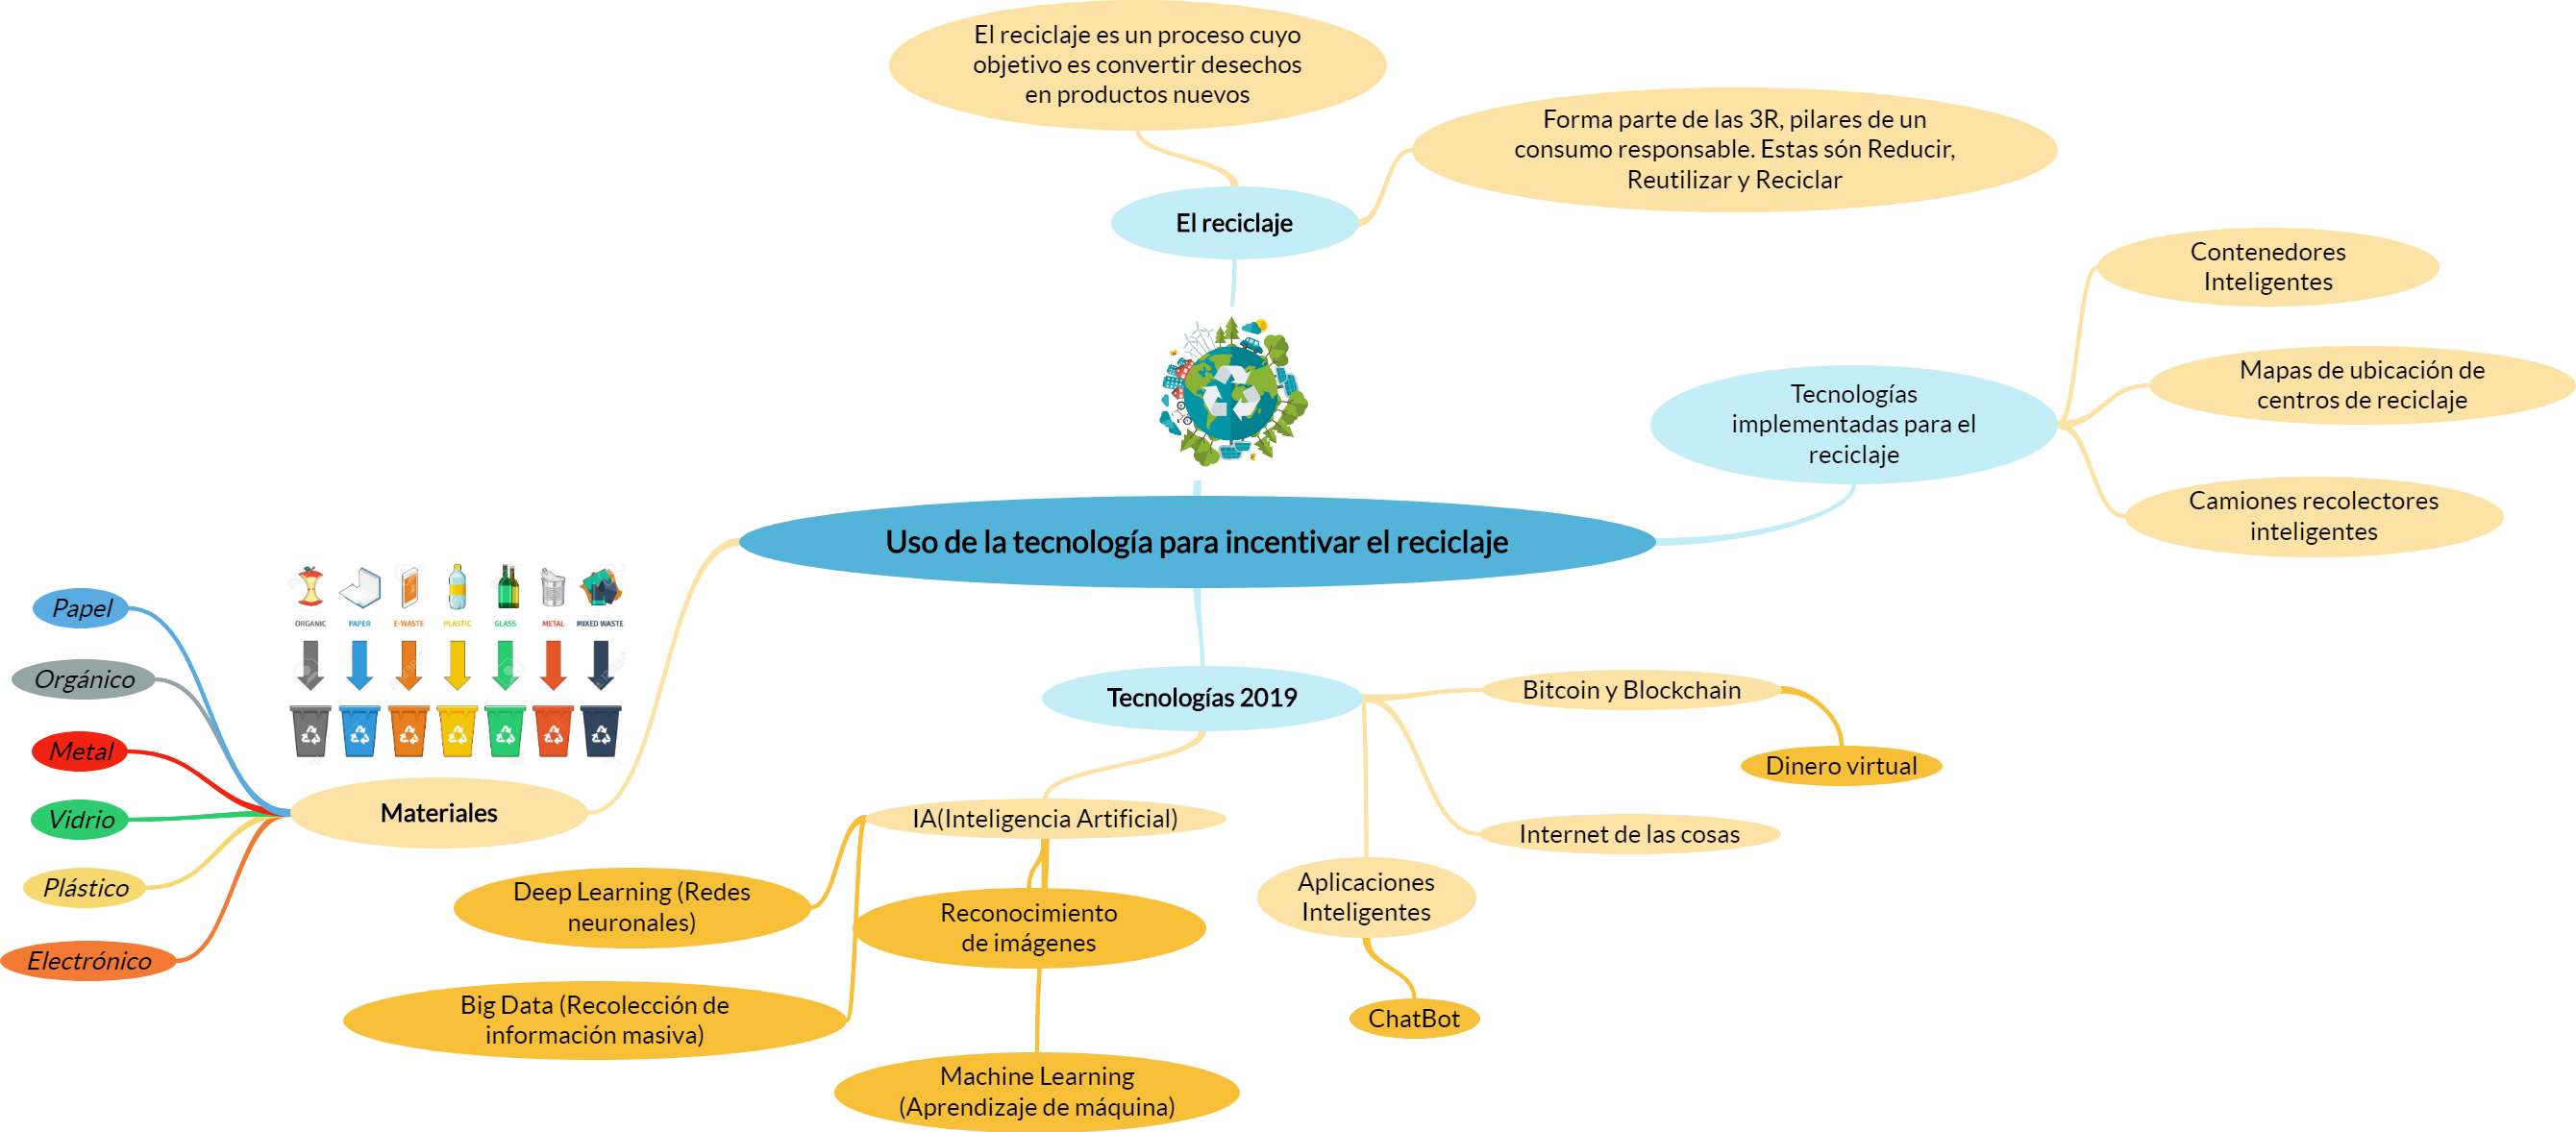 El reciclaje es un proceso cuyo
objetivo es convertir desechos
en productos nuevos
Forma parte de las 3R, pilares de un
consumo responsable. Estas són Reducir,
Reutilizar y Reciclar
El reciclaje
Contenedores
Inteligentes
Mapas de ubicación de
centros de reciclaje
Tecnologías
implementadas para el
reciclaje
Camiones recolectores
inteligentes
Uso de la tecnología para incentivar el reciclaje
ORGANIC PAPER E-WASTE PLASTIC GLASS METAL MIXED WASTE
Papel
Orgánico
Metal
Vidrio
Plástico
Electrónico
Materiales
Tecnologías 2019
Bitcoin y Blockchain
Dinero virtual
Internet de las cosas
IA(Inteligencia Artificial)
Aplicaciones
Inteligentes
ChatBot
Deep Learning (Redes
neuronales)
Reconocimiento
de imágenes
Big Data (Recolección de
información masiva)
Machine Learning
(Aprendizaje de máquina)